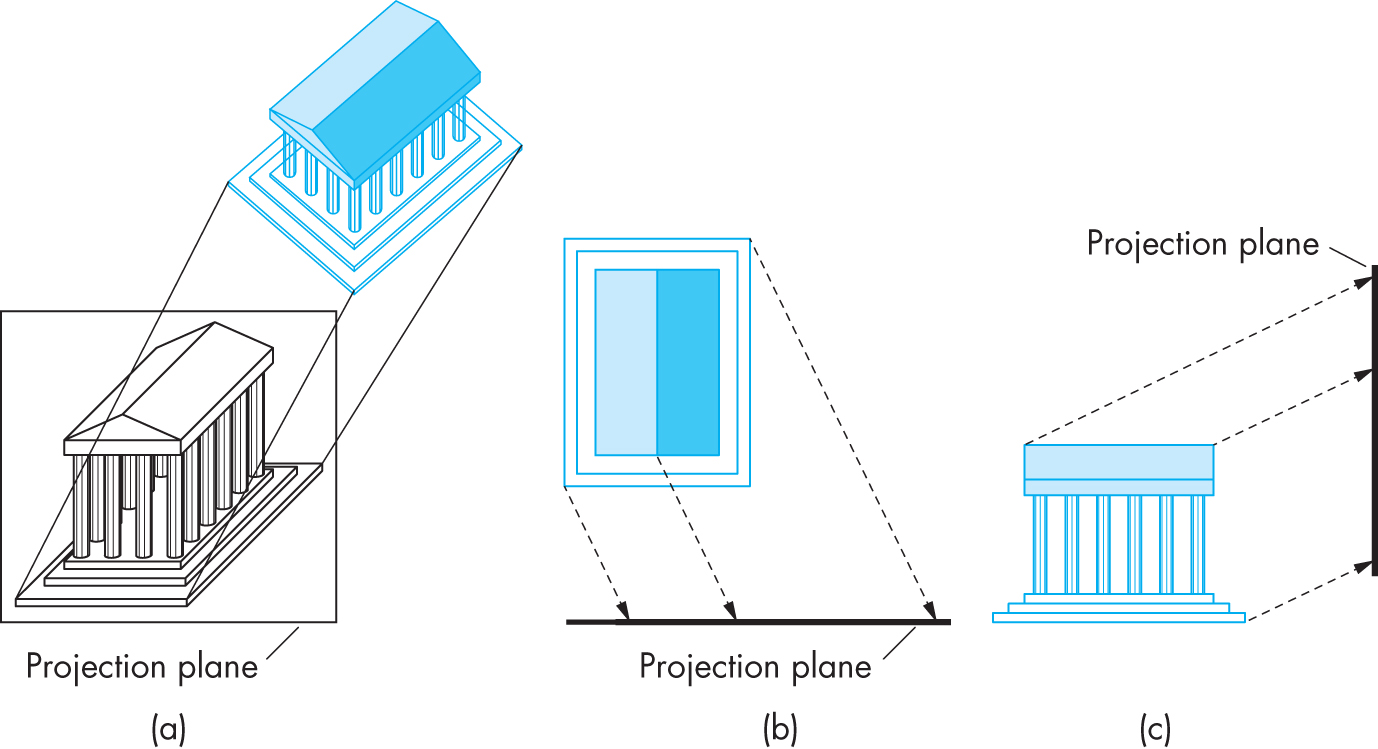 Projection plane
Projection plane
Projection plane
(a)
(b)
(c)